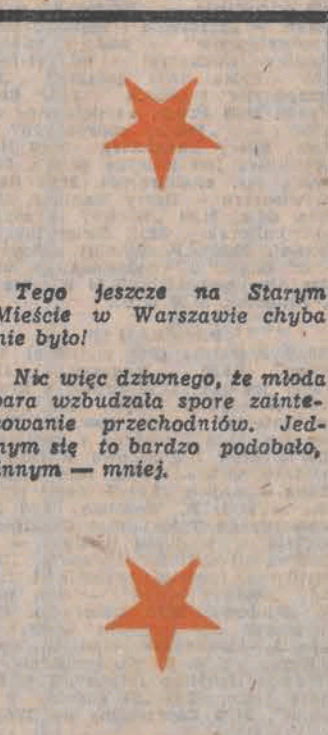 Tego jeszcze na Starym
Mieście w Warszawie chyba
nie było!
Nic więc dziwnego, że młoda
para wzbudzała spore zainte-
sowanie przechodniów. Jed-
nym się to bardzo podobało,
innym — mniej.